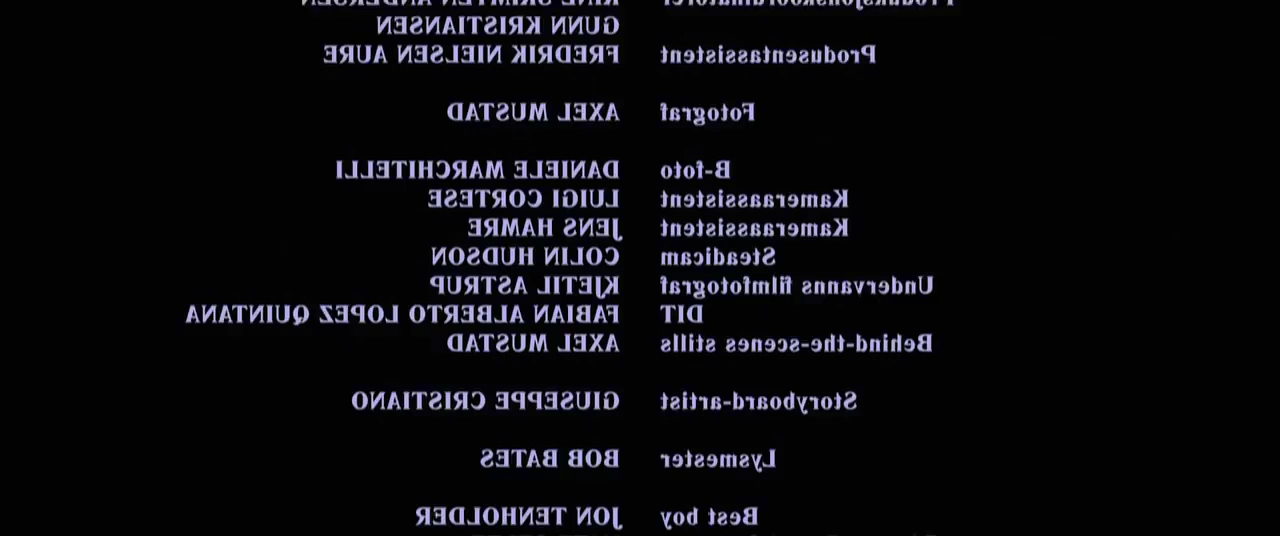 Produksjonskoordinatorer
GUNN KRISTIANSEN
Produsentassistent FREDRIK NIELSEN AURE
Fotograf AXEL MUSTAD
B-foto DANIELE MARCHITELLI
Kameraassistent LUIGI CORTESE
Kameraassistent JENS HAMRE
Steadicam COLIN HUDSON
Undervanns filmfotograf KJETIL ASTRUP
DIT FABIAN ALBERTO LOPEZ QUINTANA
Behind-the-scenes stills AXEL MUSTAD
Storyboard-artist GIUSEPPE CRISTIANO
Lysmester BOB BATES
Best boy JON TENHOLDER